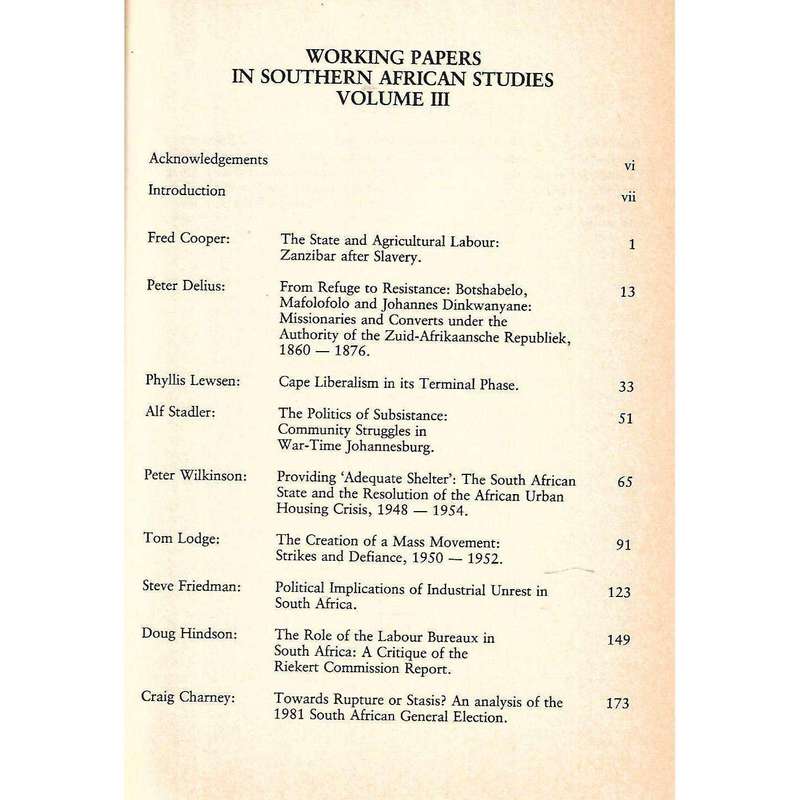 WORKING PAPERS
IN SOUTHERN AFRICAN STUDIES
VOLUME III
Acknowledgements vi
Introduction vii
Fred Cooper: The State and Agricultural Labour: 1
Zanzibar after Slavery.
Peter Delius: From Refuge to Resistance: Botshabelo, 13
Mafolofolo and Johannes Dinkwanyane:
Missionaries and Converts under the
Authority of the Zuid-Afrikaansche Republiek,
1860 — 1876.
Phyllis Lewsen: Cape Liberalism in its Terminal Phase. 33
Alf Stadler: The Politics of Subsistance: 51
Community Struggles in
War-Time Johannesburg.
Peter Wilkinson: Providing ‘Adequate Shelter’: The South African 65
State and the Resolution of the African Urban
Housing Crisis, 1948 — 1954.
Tom Lodge: The Creation of a Mass Movement: 91
Strikes and Defiance, 1950 — 1952.
Steve Friedman: Political Implications of Industrial Unrest in 123
South Africa.
Doug Hindson: The Role of the Labour Bureaux in 149
South Africa: A Critique of the
Riekert Commission Report.
Craig Charney: Towards Rupture or Stasis? An analysis of the 173
1981 South African General Election.